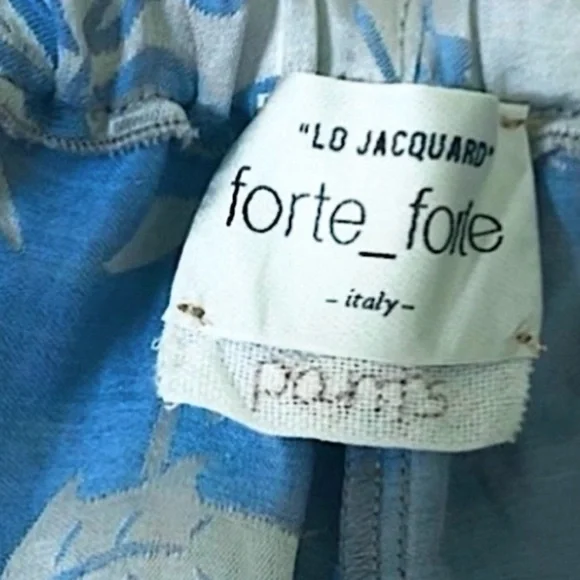 "LO JACQUARD"
forte_forte
- italy -
pants